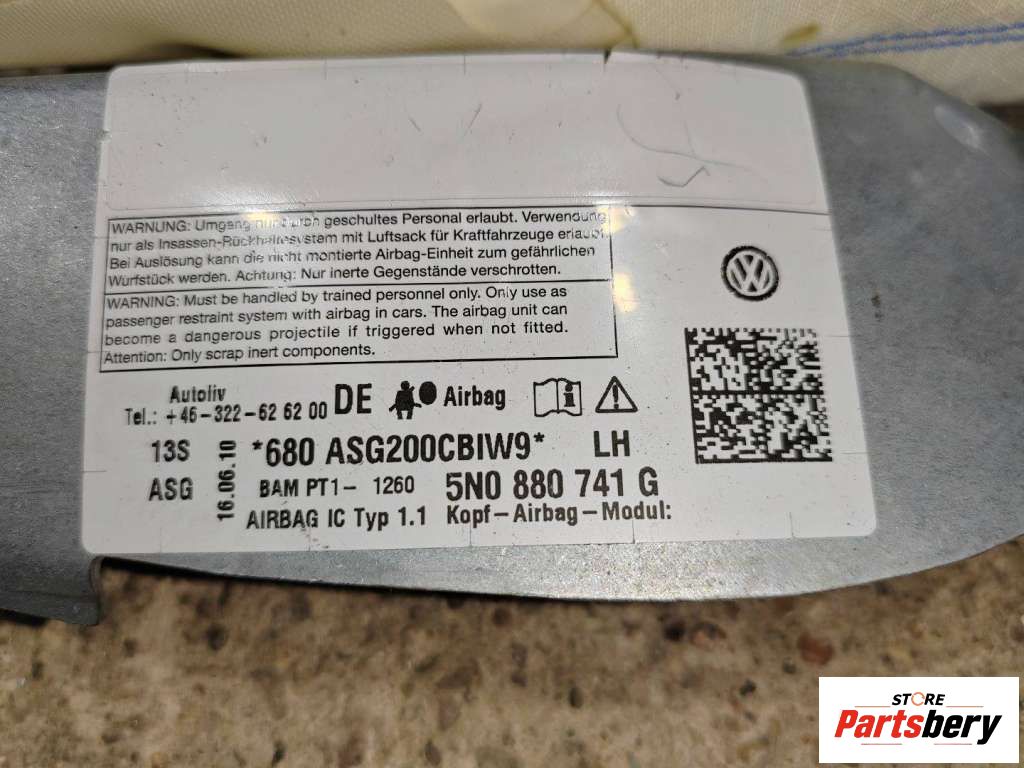 WARNUNG: Umgang nur durch geschultes Personal erlaubt. Verwendung
nur als Insassen-Rückhaltesystem mit Luftsack für Kraftfahrzeuge erlaubt.
Bei Auslösung kann die nicht montierte Airbag-Einheit zum gefährlichen
Wurfstück werden. Achtung: Nur inerte Gegenstände verschrotten.
WARNING: Must be handled by trained personnel only. Only use as
passenger restraint system with airbag in cars. The airbag unit can
become a dangerous projectile if triggered when not fitted.
Attention: Only scrap inert components.
Autoliv
Tel.: +46-322-626200 DE Airbag
13S *680 ASG200CBIW9* LH
ASG 16.06.10 BAM PT1- 1260 5N0 880 741 G
AIRBAG IC Typ 1.1 Kopf-Airbag-Modul:
STORE
Partsbery